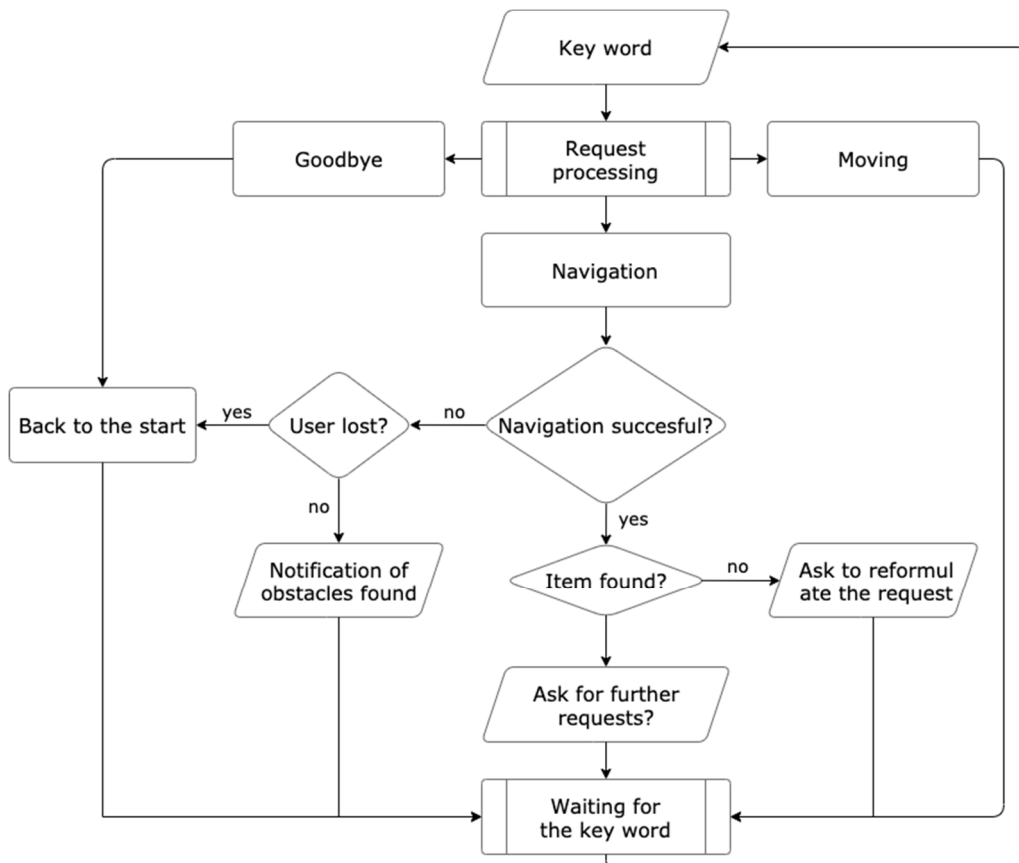 Key word
Goodbye
Request
processing
Moving
Navigation
Back to the start
yes
User lost?
no
Navigation succesful?
no
yes
Notification of
obstacles found
Item found?
no
Ask to reformul
ate the request
Ask for further
requests?
Waiting for
the key word